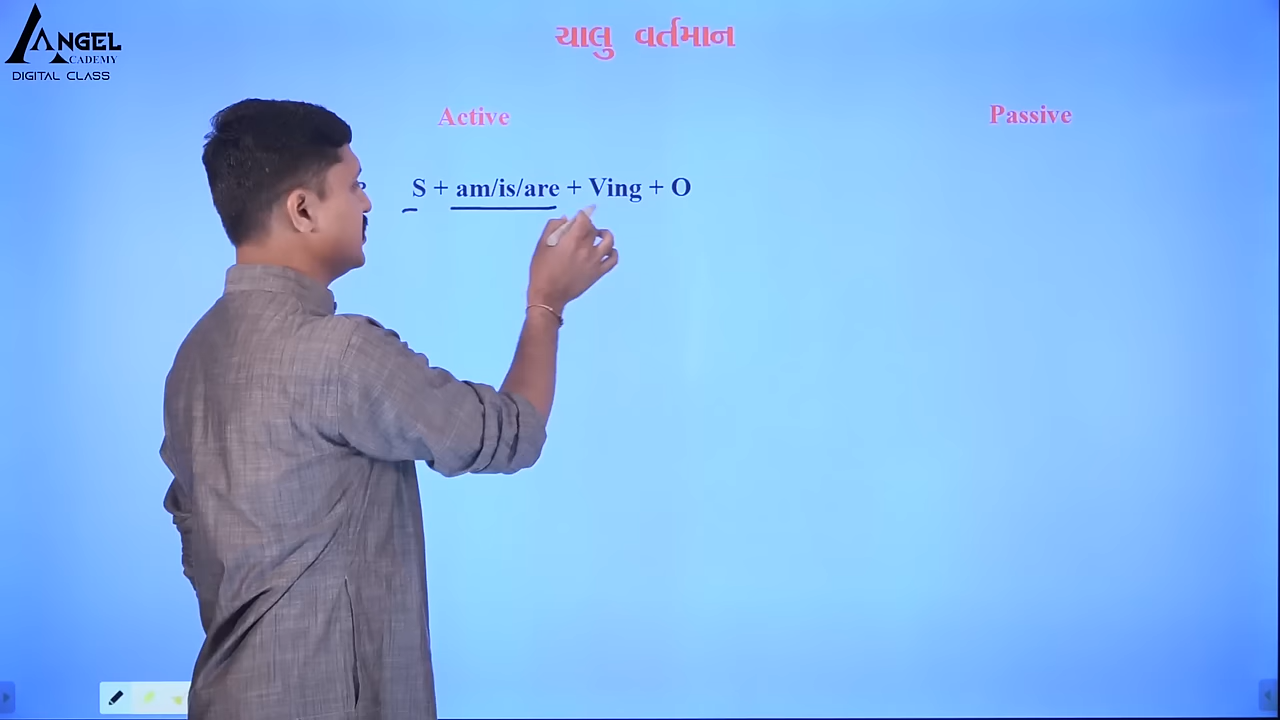 ANGEL
ACADEMY
DIGITAL CLASS
ચાલુ વર્તમાન
Active
Passive
S + am/is/are + Ving + O